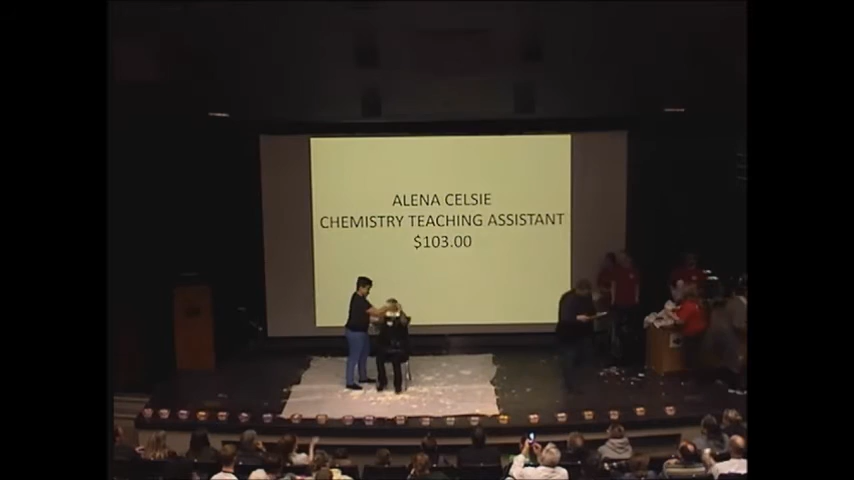 ALENA CELSIE
CHEMISTRY TEACHING ASSISTANT
$103.00